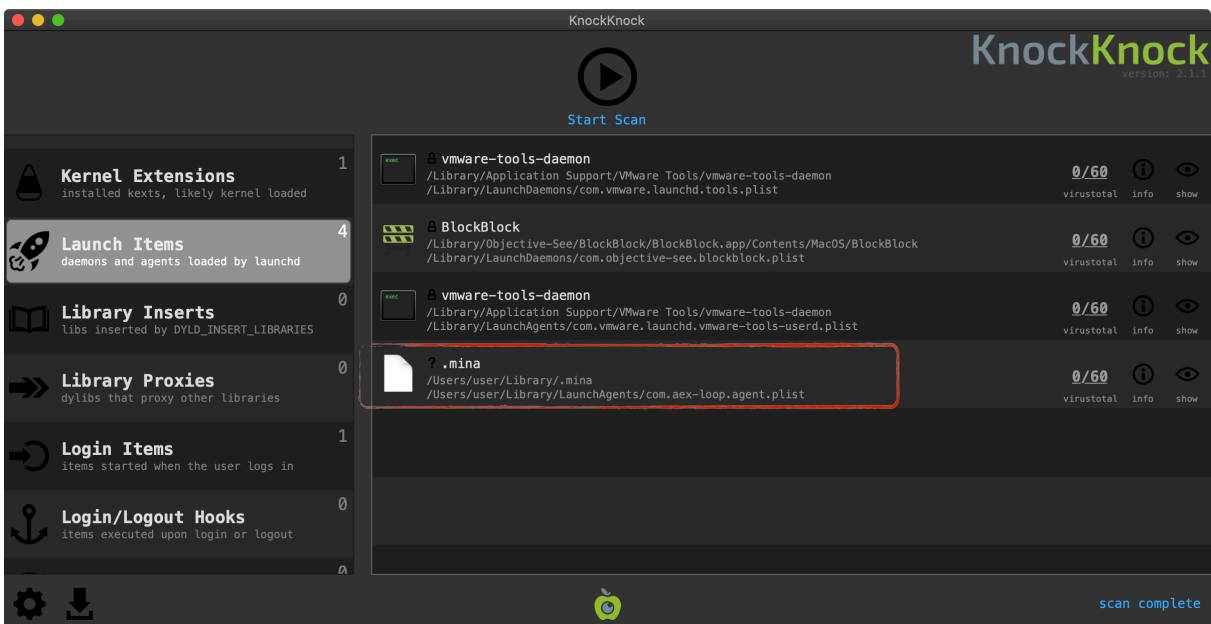 KnockKnock
KnockKnock
version: 2.1.1
Start Scan
Kernel Extensions
1
installed kexts, likely kernel loaded
Launch Items
4
daemons and agents loaded by launchd
Library Inserts
0
libs inserted by DYLD_INSERT_LIBRARIES
Library Proxies
0
dylibs that proxy other libraries
Login Items
1
items started when the user logs in
Login/Logout Hooks
0
items executed upon login or logout
0
exec
vmware-tools-daemon
/Library/Application Support/VMware Tools/vmware-tools-daemon
/Library/LaunchDaemons/com.vmware.launchd.tools.plist
0/60
virustotal info show
BlockBlock
/Library/Objective-See/BlockBlock/BlockBlock.app/Contents/MacOS/BlockBlock
/Library/LaunchDaemons/com.objective-see.blockblock.plist
0/60
virustotal info show
exec
vmware-tools-daemon
/Library/Application Support/VMware Tools/vmware-tools-daemon
/Library/LaunchAgents/com.vmware.launchd.vmware-tools-userd.plist
0/60
virustotal info show
? .mina
/Users/user/Library/.mina
/Users/user/Library/LaunchAgents/com.aex-loop.agent.plist
0/60
virustotal info show
scan complete